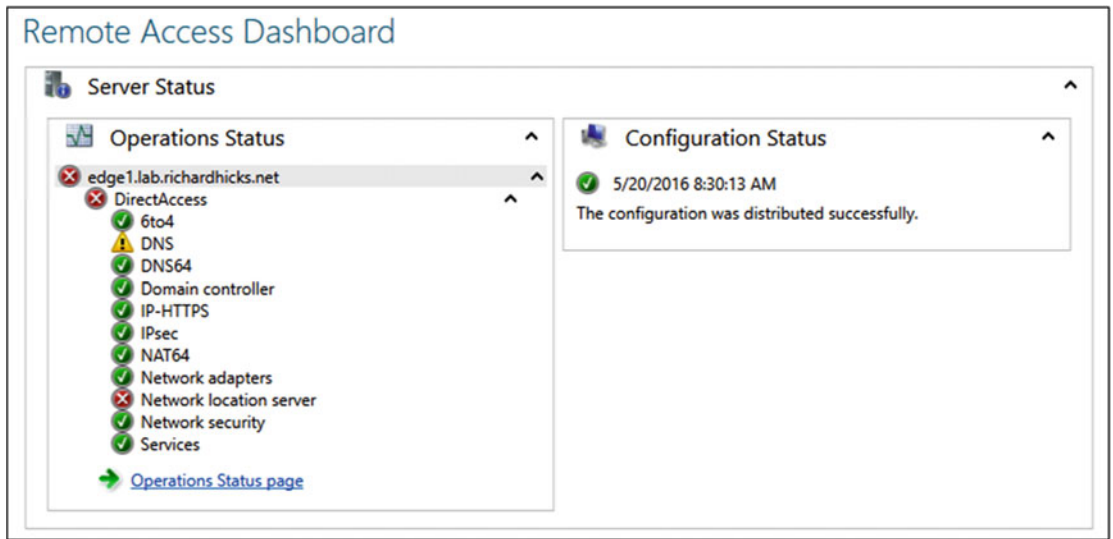 Remote Access Dashboard
Server Status
Operations Status
edge1.lab.richardhicks.net
DirectAccess
6to4
DNS
DNS64
Domain controller
IP-HTTPS
IPsec
NAT64
Network adapters
Network location server
Network security
Services
Operations Status page
Configuration Status
5/20/2016 8:30:13 AM
The configuration was distributed successfully.